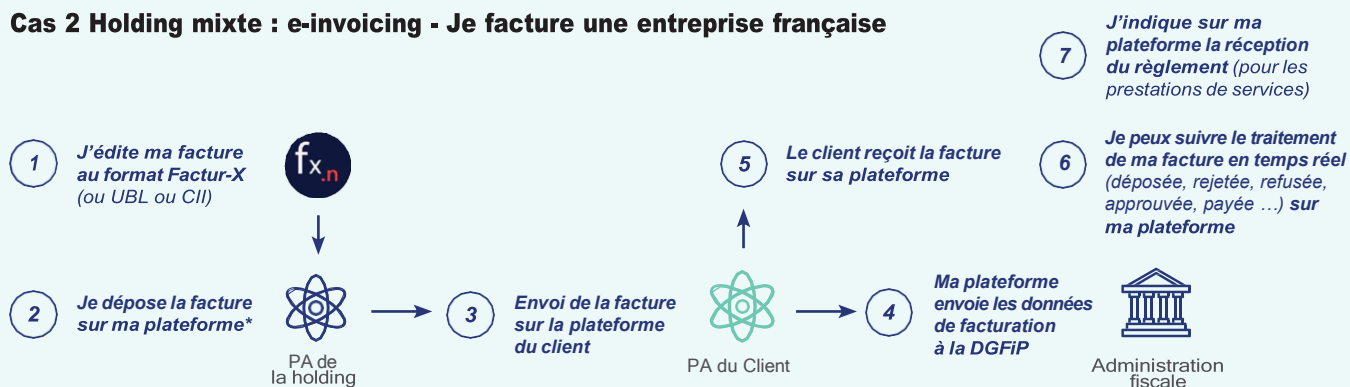 Cas 2 Holding mixte : e-invoicing - Je facture une entreprise française
1
J'édite ma facture
au format Factur-X
(ou UBL ou CII)
fx.n
2
Je dépose la facture
sur ma plateforme*
PA de
la holding
3
Envoi de la facture
sur la plateforme
du client
PA du Client
4
Ma plateforme
envoie les données
de facturation
à la DGFiP
Administration
fiscale
5
Le client reçoit la facture
sur sa plateforme
6
Je peux suivre le traitement
de ma facture en temps réel
(déposée, rejetée, refusée,
approuvée, payée …) sur
ma plateforme
7
J'indique sur ma
plateforme la réception
du règlement (pour les
prestations de services)